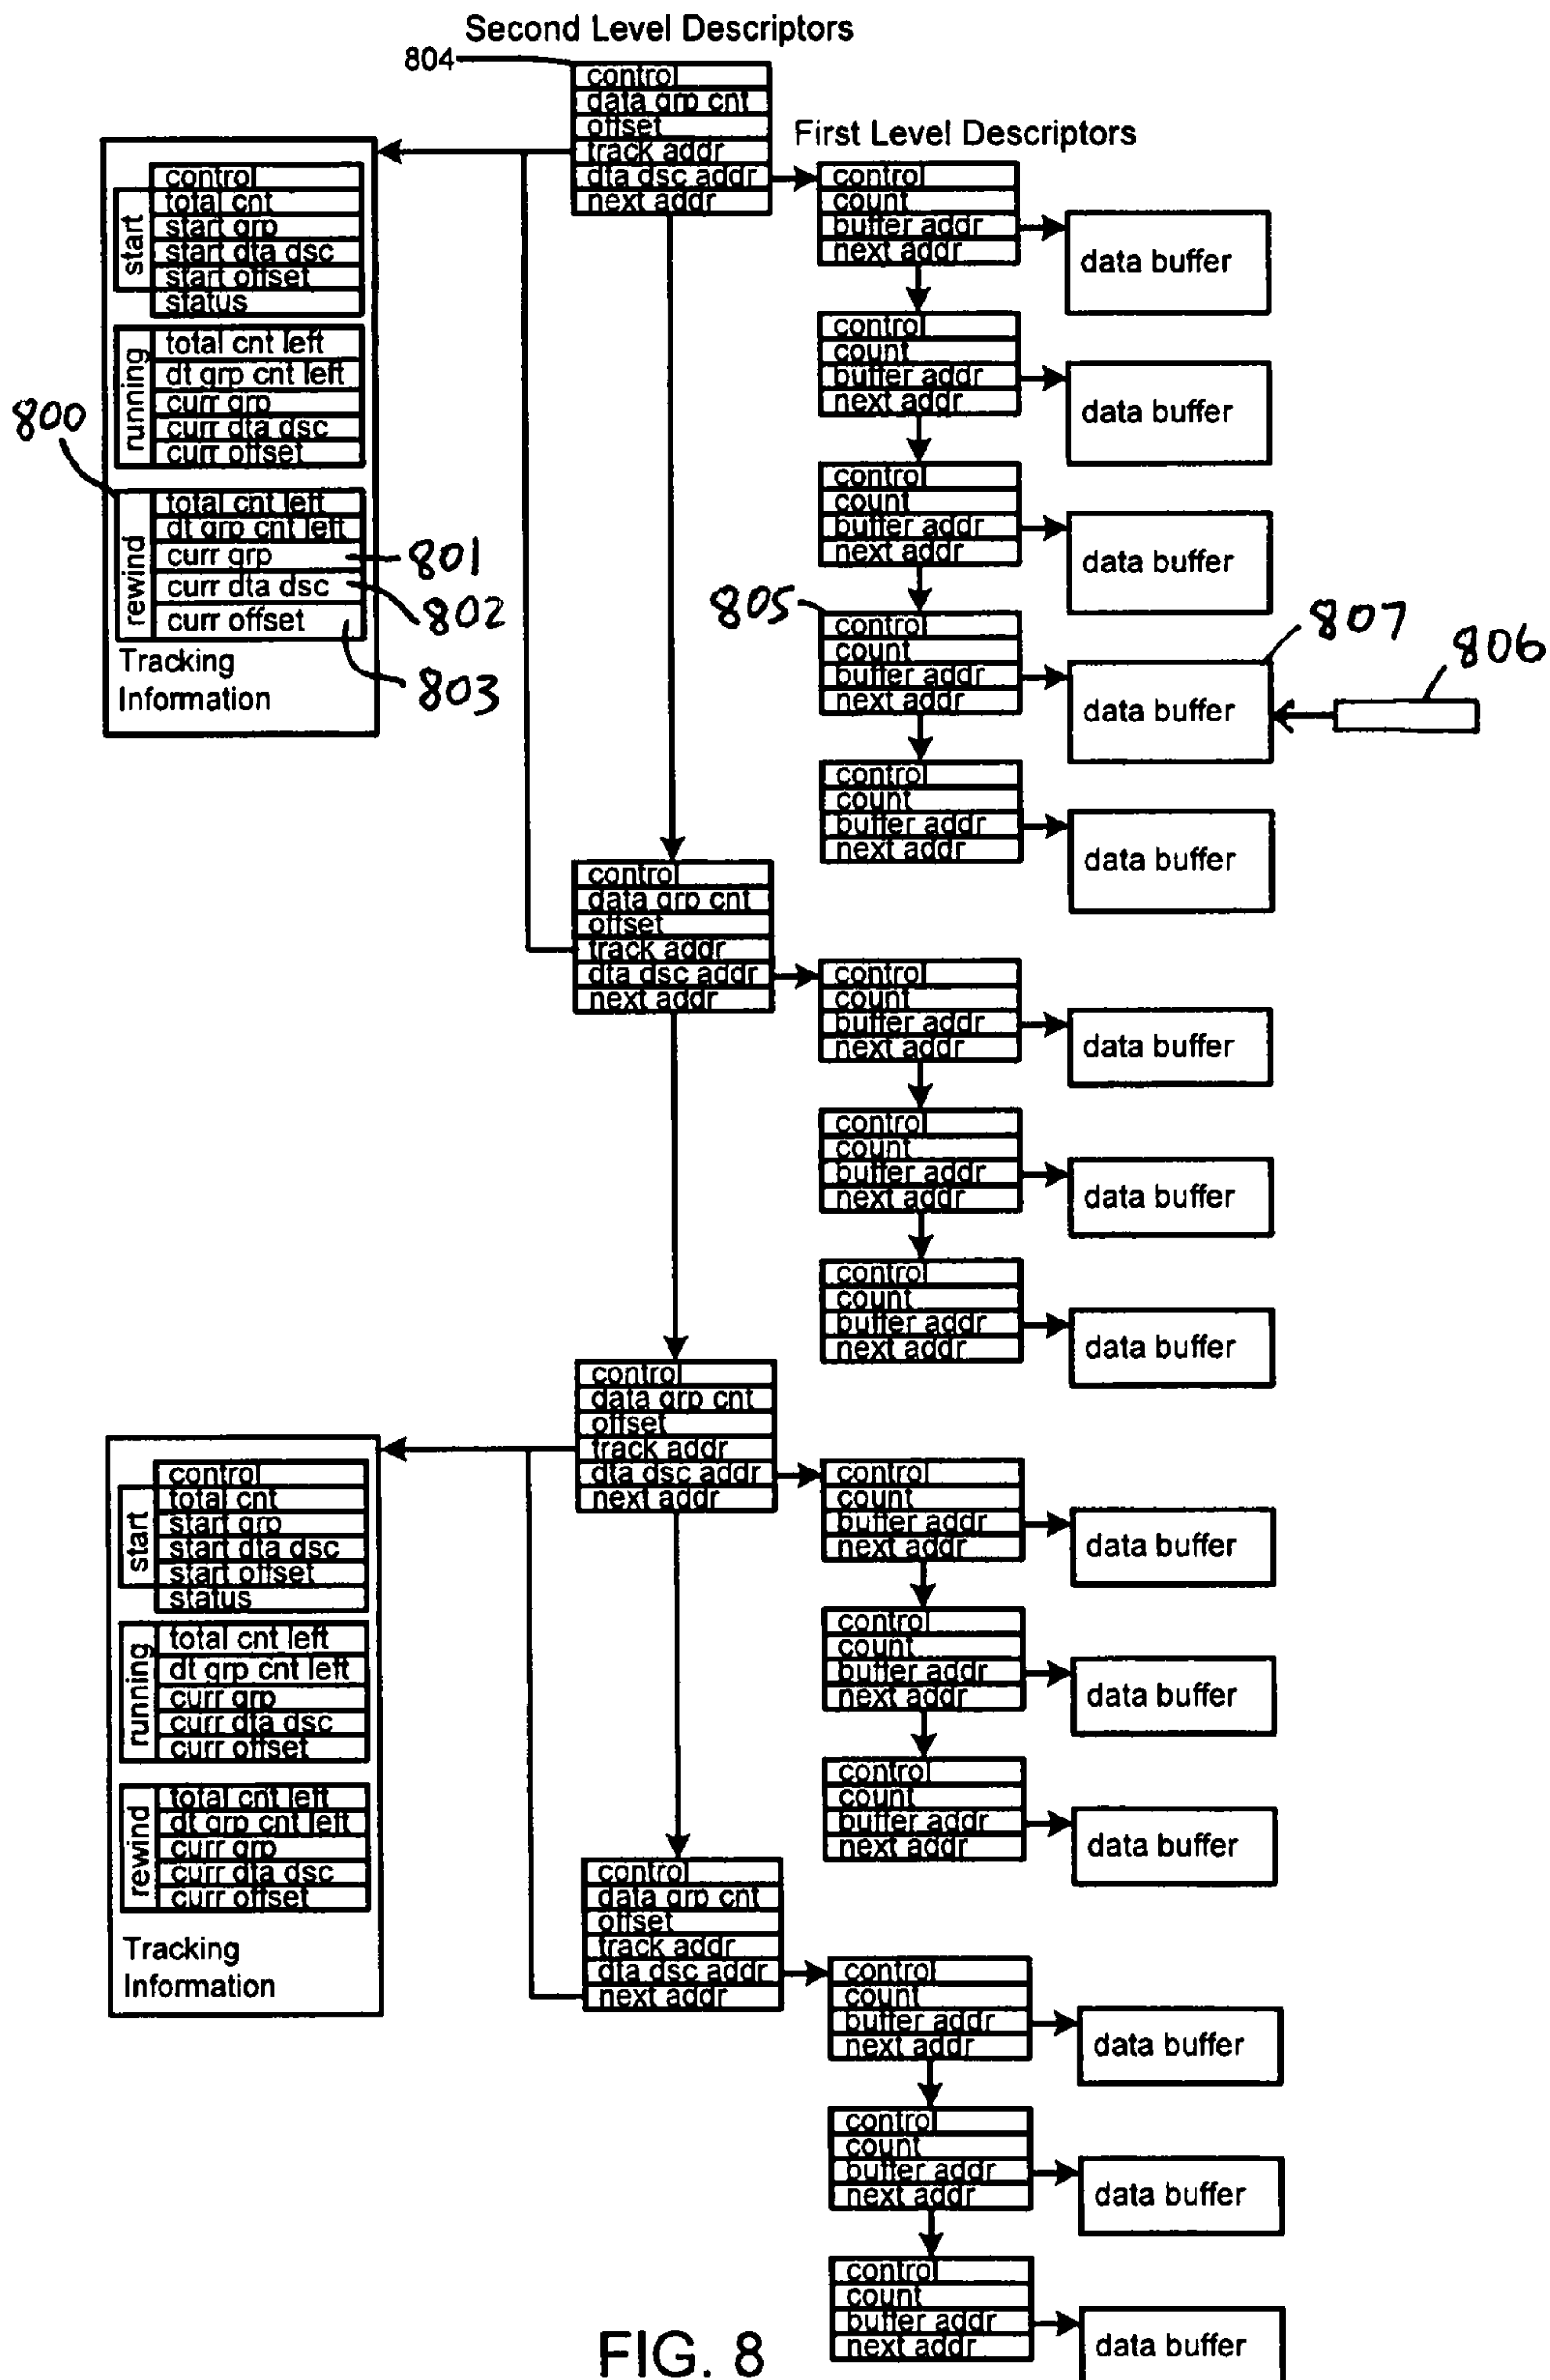 Second Level Descriptors
804
control
data grp cnt
offset
track addr
dta dsc addr
next addr
First Level Descriptors
control
count
buffer addr
next addr
data buffer
control
count
buffer addr
next addr
data buffer
control
count
buffer addr
next addr
data buffer
805
control
count
buffer addr
next addr
data buffer
807
806
control
count
buffer addr
next addr
data buffer
control
start
total cnt
start grp
start dta dsc
start offset
status
running
total cnt left
dt grp cnt left
curr grp
curr dta dsc
curr offset
800
rewind
total cnt left
dt grp cnt left
curr grp
801
curr dta dsc
802
curr offset
803
Tracking
Information
control
data grp cnt
offset
track addr
dta dsc addr
next addr
control
count
buffer addr
next addr
data buffer
control
count
buffer addr
next addr
data buffer
control
count
buffer addr
next addr
data buffer
control
data grp cnt
offset
track addr
dta dsc addr
next addr
control
count
buffer addr
next addr
data buffer
control
count
buffer addr
next addr
data buffer
control
count
buffer addr
next addr
data buffer
control
start
total cnt
start grp
start dta dsc
start offset
status
running
total cnt left
dt grp cnt left
curr grp
curr dta dsc
curr offset
rewind
total cnt left
dt grp cnt left
curr grp
curr dta dsc
curr offset
Tracking
Information
control
data grp cnt
offset
track addr
dta dsc addr
next addr
control
count
buffer addr
next addr
data buffer
control
count
buffer addr
next addr
data buffer
control
count
buffer addr
next addr
data buffer
FIG. 8